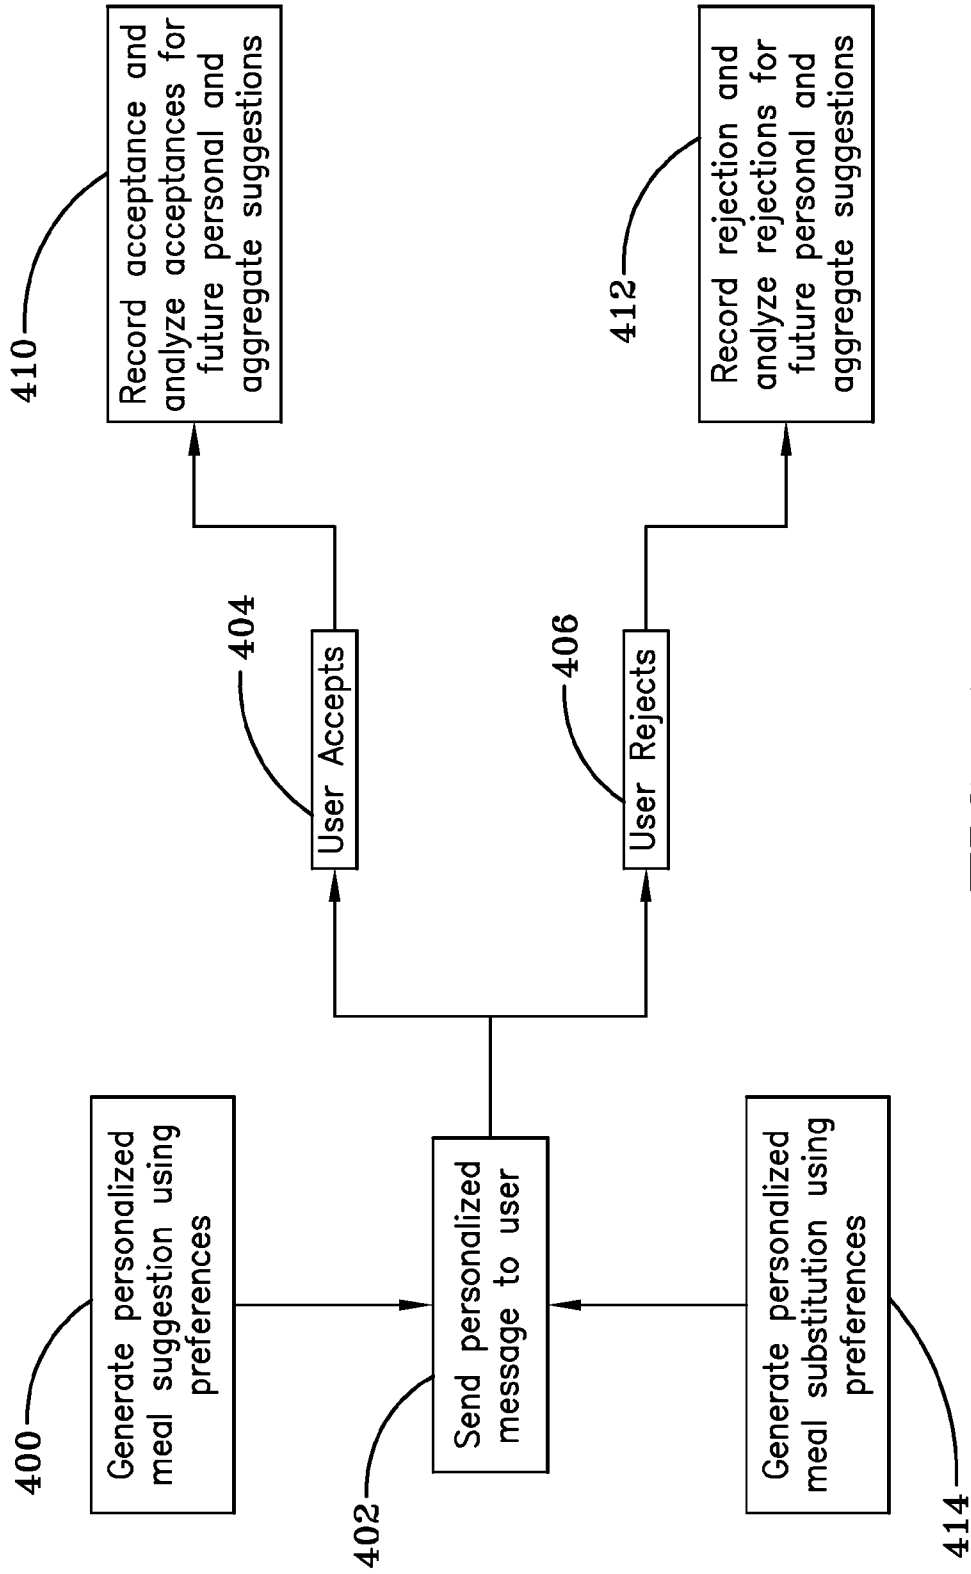 400
Generate personalized
meal suggestion using
preferences
402
Send personalized
message to user
414
Generate personalized
meal substitution using
preferences
404
User Accepts
406
User Rejects
410
Record acceptance and
analyze acceptances for
future personal and
aggregate suggestions
412
Record rejection and
analyze rejections for
future personal and
aggregate suggestions